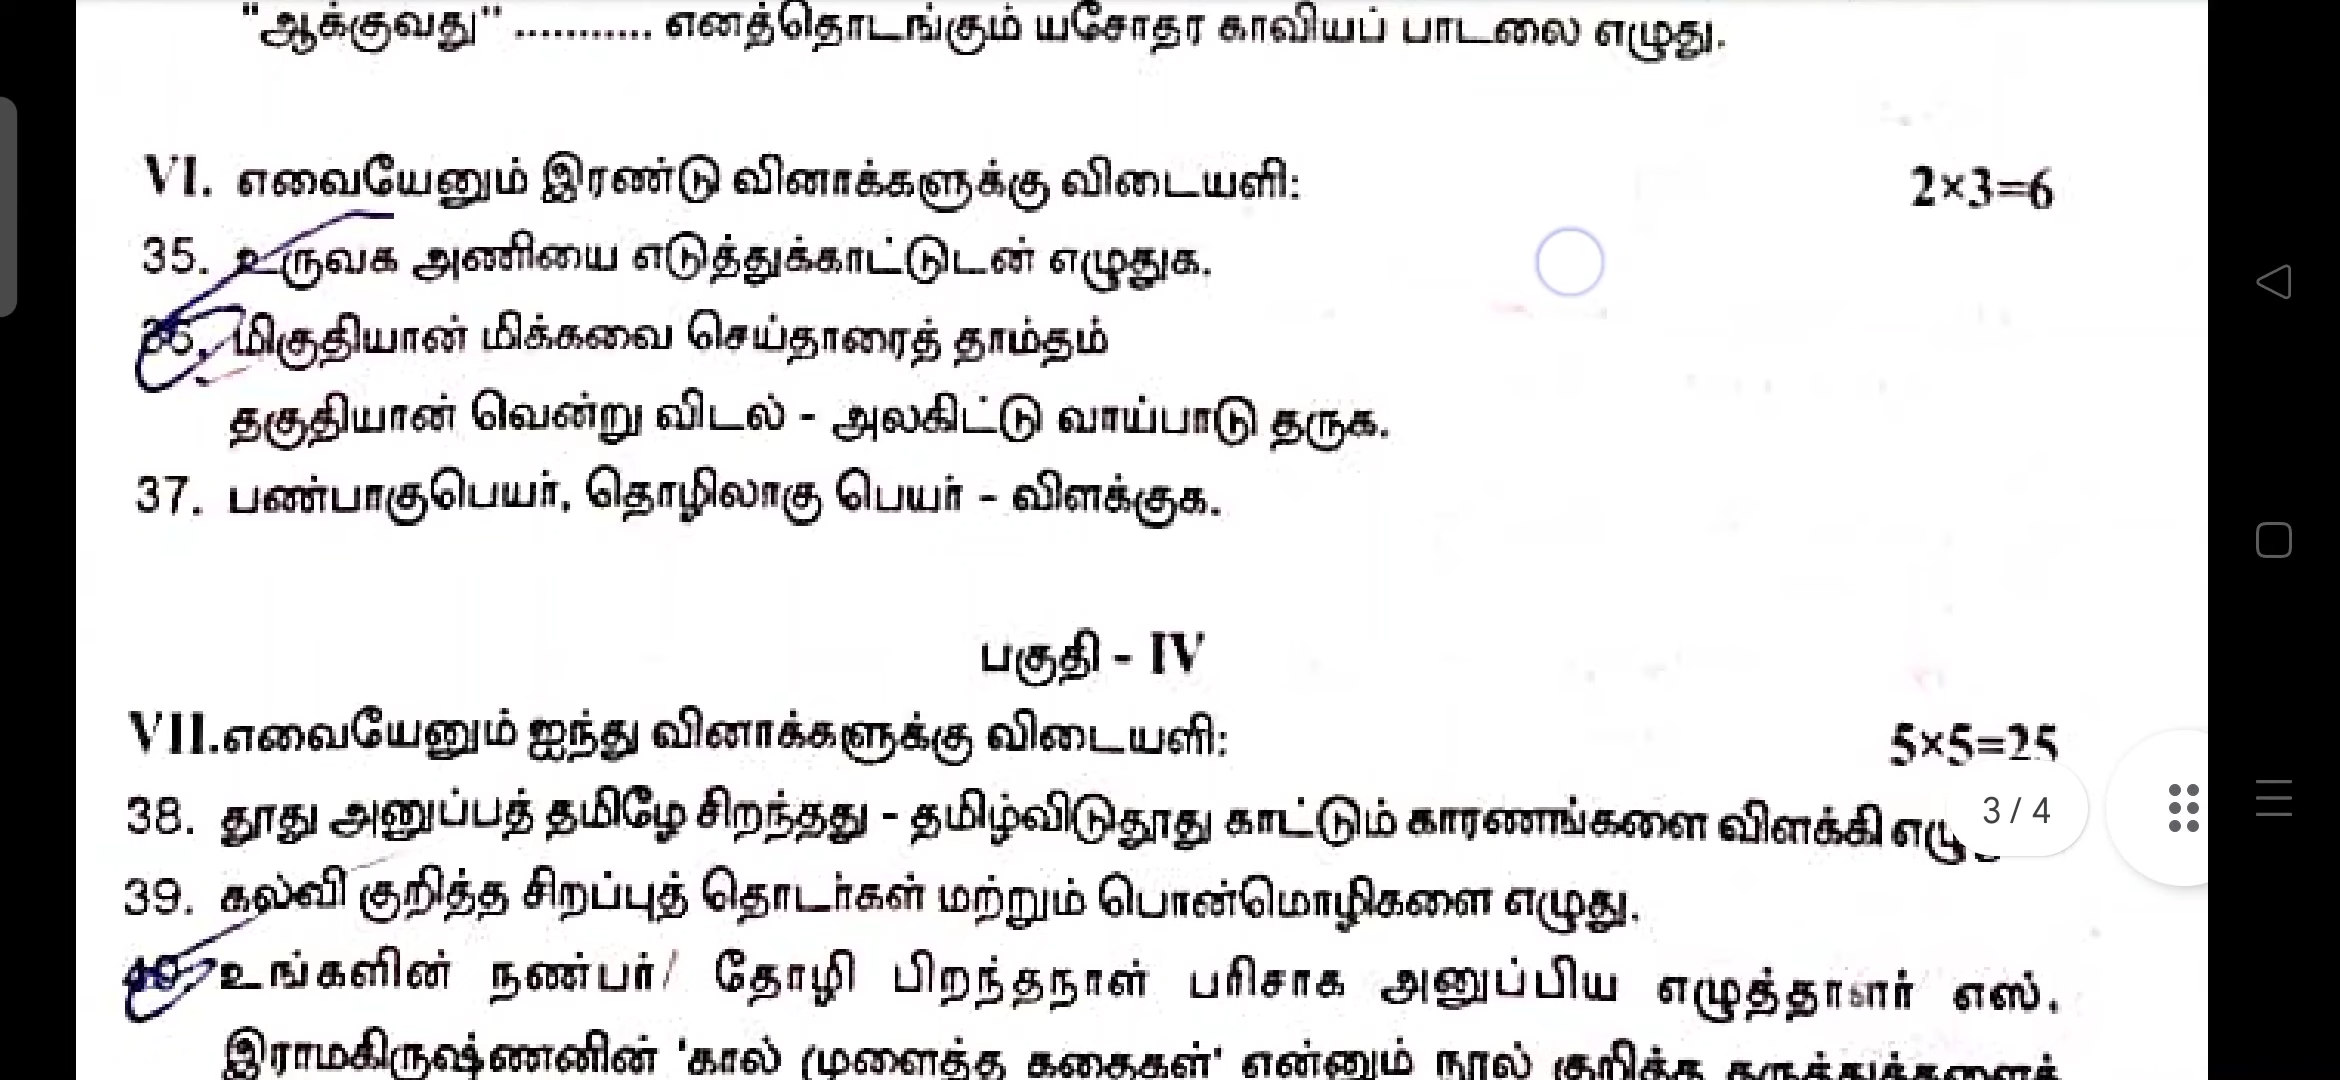 "ஆக்குவது" ........... எனத்தொடங்கும் யசோதர காவியப் பாடலை எழுது.
VI. எவையேனும் இரண்டு வினாக்களுக்கு விடையளி: 2×3=6
35. உருவக அணியை எடுத்துக்காட்டுடன் எழுதுக.
36. மிகுதியான் மிக்கவை செய்தாரைத் தாம்தம்
தகுதியான் வென்று விடல் - அலகிட்டு வாய்பாடு தருக.
37. பண்பாகுபெயர், தொழிலாகு பெயர் - விளக்குக.
பகுதி - IV
VII.எவையேனும் ஐந்து வினாக்களுக்கு விடையளி: 5×5=25
38. தூது அனுப்பத் தமிழே சிறந்தது - தமிழ்விடுதூது காட்டும் காரணங்களை விளக்கி
3 / 4
39. கல்வி குறித்த சிறப்புத் தொடர்கள் மற்றும் பொன்மொழிகளை எழுது.
40. உங்களின் நண்பர்/ தோழி பிறந்தநாள் பரிசாக அனுப்பிய எழுத்தாளர் எஸ்.
இராமகிருஷ்ணனின் 'கால் முளைத்த கதைகள்' என்னும் நூல் குறித்த கருத்துக்களைக்